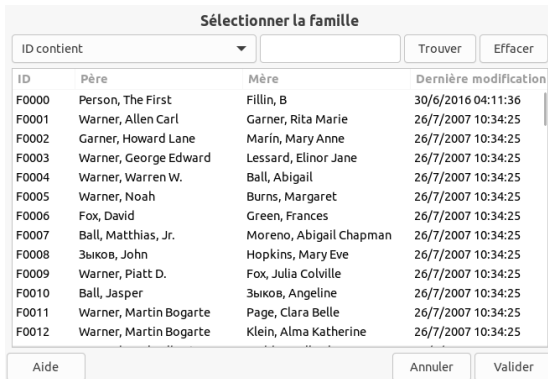 Sélectionner la famille
ID contient Trouver Effacer
ID Père Mère Dernière modification
F0000 Person, The First Fillin, B 30/6/2016 04:11:36
F0001 Warner, Allen Carl Garner, Rita Marie 26/7/2007 10:34:25
F0002 Garner, Howard Lane Marín, Mary Anne 26/7/2007 10:34:25
F0003 Warner, George Edward Lessard, Elinor Jane 26/7/2007 10:34:25
F0004 Warner, Warren W. Ball, Abigail 26/7/2007 10:34:25
F0005 Warner, Noah Burns, Margaret 26/7/2007 10:34:25
F0006 Fox, David Green, Frances 26/7/2007 10:34:25
F0007 Ball, Matthias, Jr. Moreno, Abigail Chapman 26/7/2007 10:34:25
F0008 Зыков, John Hopkins, Mary Eve 26/7/2007 10:34:25
F0009 Warner, Piatt D. Fox, Julia Colville 26/7/2007 10:34:25
F0010 Ball, Jasper Зыков, Angeline 26/7/2007 10:34:25
F0011 Warner, Martin Bogarte Page, Clara Belle 26/7/2007 10:34:25
F0012 Warner, Martin Bogarte Klein, Alma Katherine 26/7/2007 10:34:25
Aide Annuler Valider